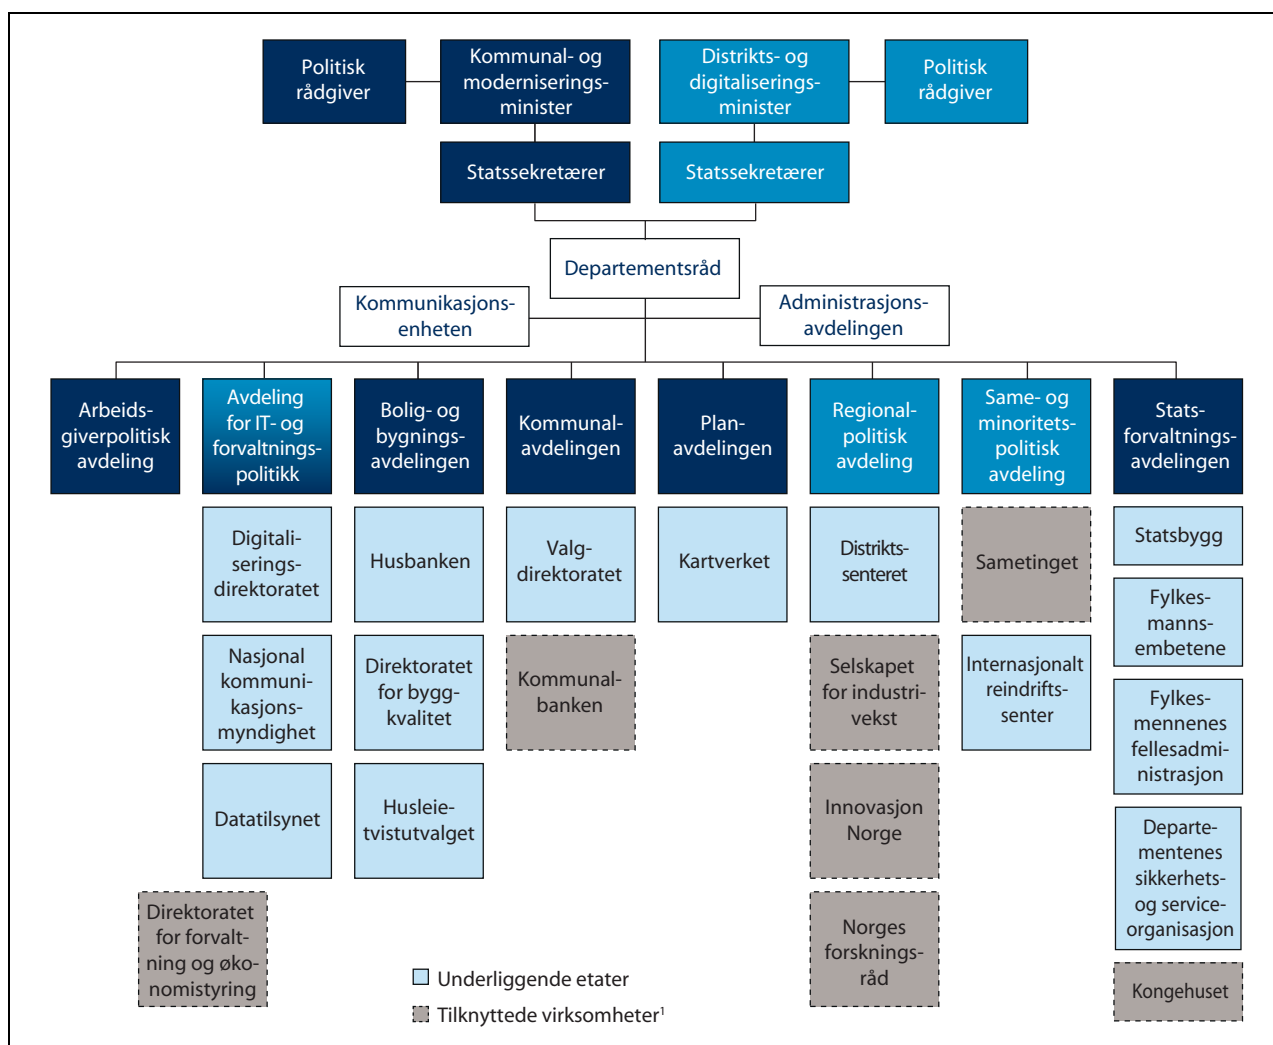 Politisk
rådgiver
Kommunal- og
moderniserings-
minister
Distrikts- og
digitaliserings-
minister
Politisk
rådgiver
Statssekretærer
Statssekretærer
Departementsråd
Kommunikasjons-
enheten
Administrasjons-
avdelingen
Arbeids-
giverpolitisk
avdeling
Avdeling
for IT- og
forvaltnings-
politikk
Bolig- og
bygnings-
avdelingen
Kommunal-
avdelingen
Plan-
avdelingen
Regional-
politisk
avdeling
Same- og
minoritets-
politisk
avdeling
Stats-
forvaltnings-
avdelingen
Digitali-
serings-
direktoratet
Husbanken
Valg-
direktoratet
Kartverket
Distrikts-
senteret
Sametinget
Statsbygg
Fylkes-
manns-
embetene
Nasjonal
kommuni-
kasjons-
myndighet
Direktoratet
for bygg-
kvalitet
Kommunal-
banken
Selskapet
for industri-
vekst
Internasjonalt
reindrifts-
senter
Fylkes-
mennenes
fellesadmi-
nistrasjon
Datatilsynet
Husleie-
tvistutvalget
Innovasjon
Norge
Departe-
mentenes
sikkerhets-
og service-
organisasjon
Direktoratet
for forvalt-
ning og øko-
nomistyring
Norges
forsknings-
råd
Kongehuset
Underliggende etater
Tilknyttede virksomheter¹